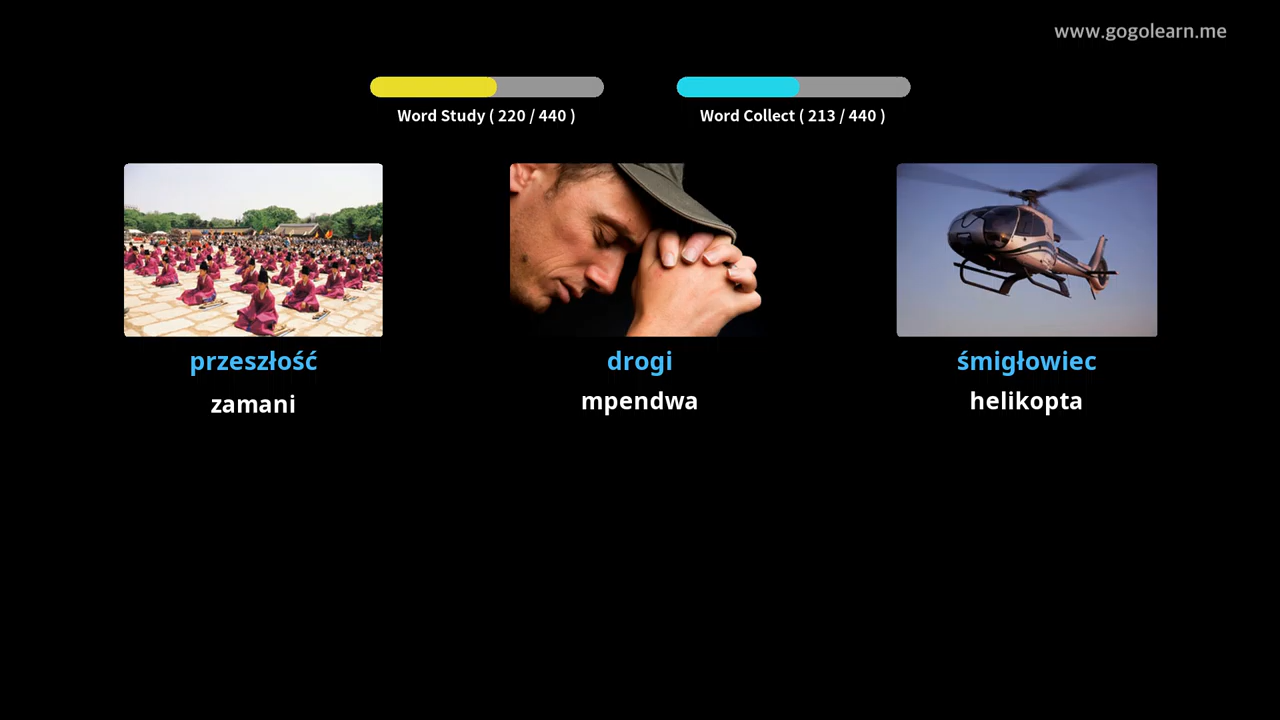 www.gogolearn.me
Word Study ( 220 / 440 )
Word Collect ( 213 / 440 )
przeszłość
drogi
śmigłowiec
zamani
mpendwa
helikopta